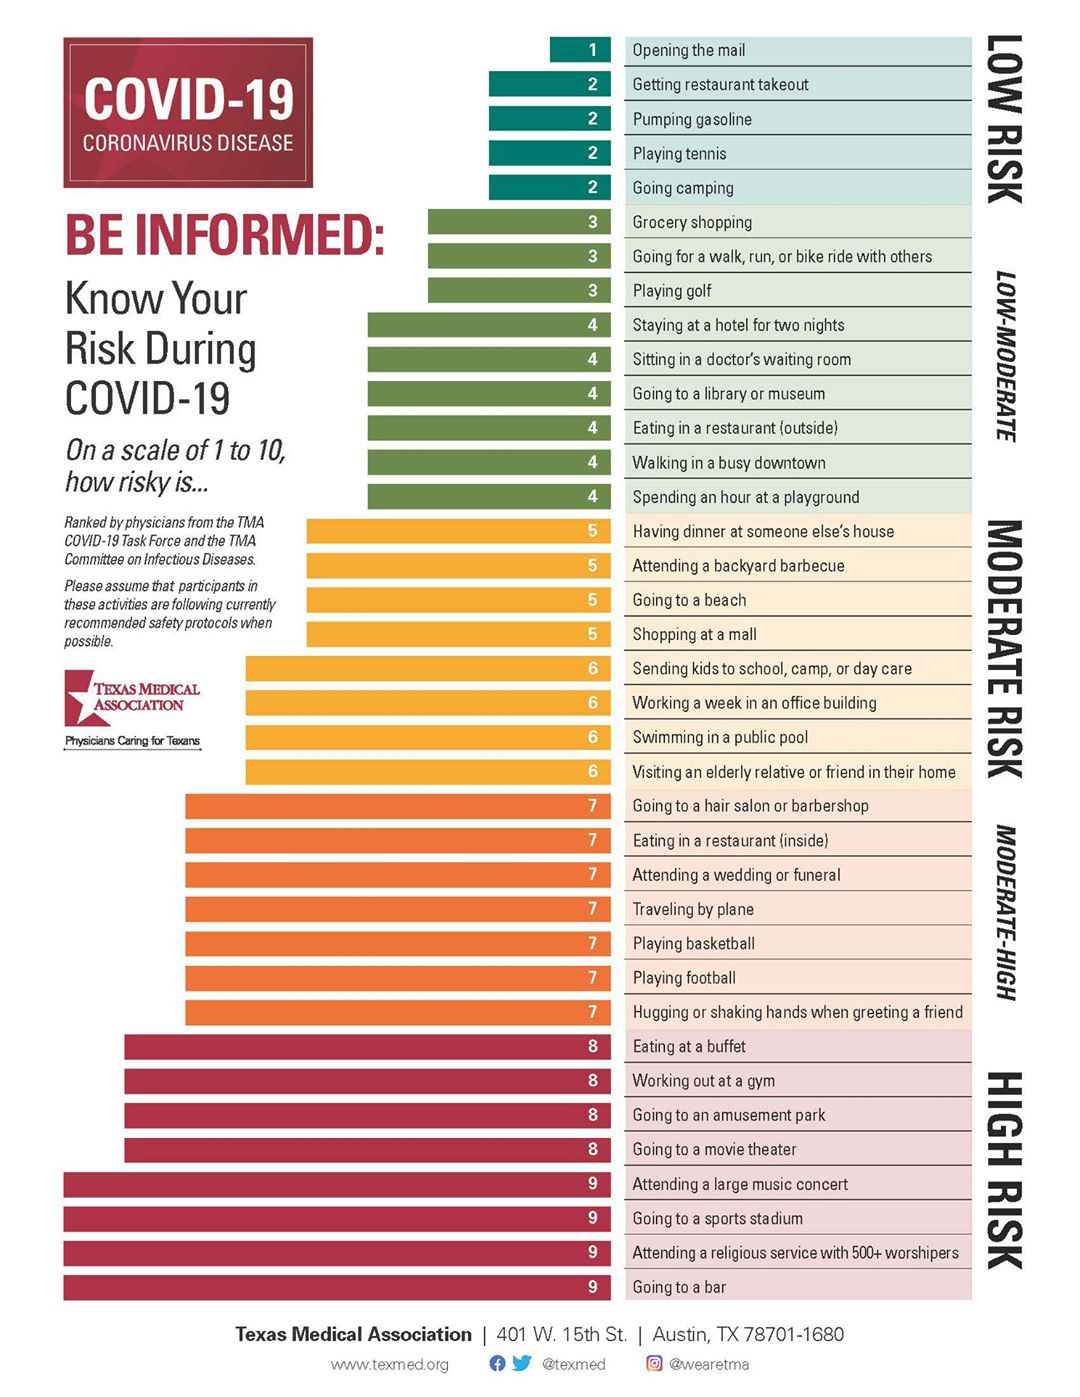 COVID-19
CORONAVIRUS DISEASE
BE INFORMED:
Know Your
Risk During
COVID-19
On a scale of 1 to 10,
how risky is...
Ranked by physicians from the TMA
COVID-19 Task Force and the TMA
Committee on Infectious Diseases.
Please assume that participants in
these activities are following currently
recommended safety protocols when
possible.
TEXAS MEDICAL
ASSOCIATION
Physicians Caring for Texans
LOW RISK
1 Opening the mail
2 Getting restaurant takeout
2 Pumping gasoline
2 Playing tennis
2 Going camping
LOW-MODERATE
3 Grocery shopping
3 Going for a walk, run, or bike ride with others
3 Playing golf
4 Staying at a hotel for two nights
4 Sitting in a doctor's waiting room
4 Going to a library or museum
4 Eating in a restaurant (outside)
4 Walking in a busy downtown
4 Spending an hour at a playground
MODERATE RISK
5 Having dinner at someone else's house
5 Attending a backyard barbecue
5 Going to a beach
5 Shopping at a mall
6 Sending kids to school, camp, or day care
6 Working a week in an office building
6 Swimming in a public pool
6 Visiting an elderly relative or friend in their home
MODERATE-HIGH
7 Going to a hair salon or barbershop
7 Eating in a restaurant (inside)
7 Attending a wedding or funeral
7 Traveling by plane
7 Playing basketball
7 Playing football
7 Hugging or shaking hands when greeting a friend
HIGH RISK
8 Eating at a buffet
8 Working out at a gym
8 Going to an amusement park
8 Going to a movie theater
9 Attending a large music concert
9 Going to a sports stadium
9 Attending a religious service with 500+ worshipers
9 Going to a bar
Texas Medical Association | 401 W. 15th St. | Austin, TX 78701-1680
www.texmed.org @texmed @wearetma